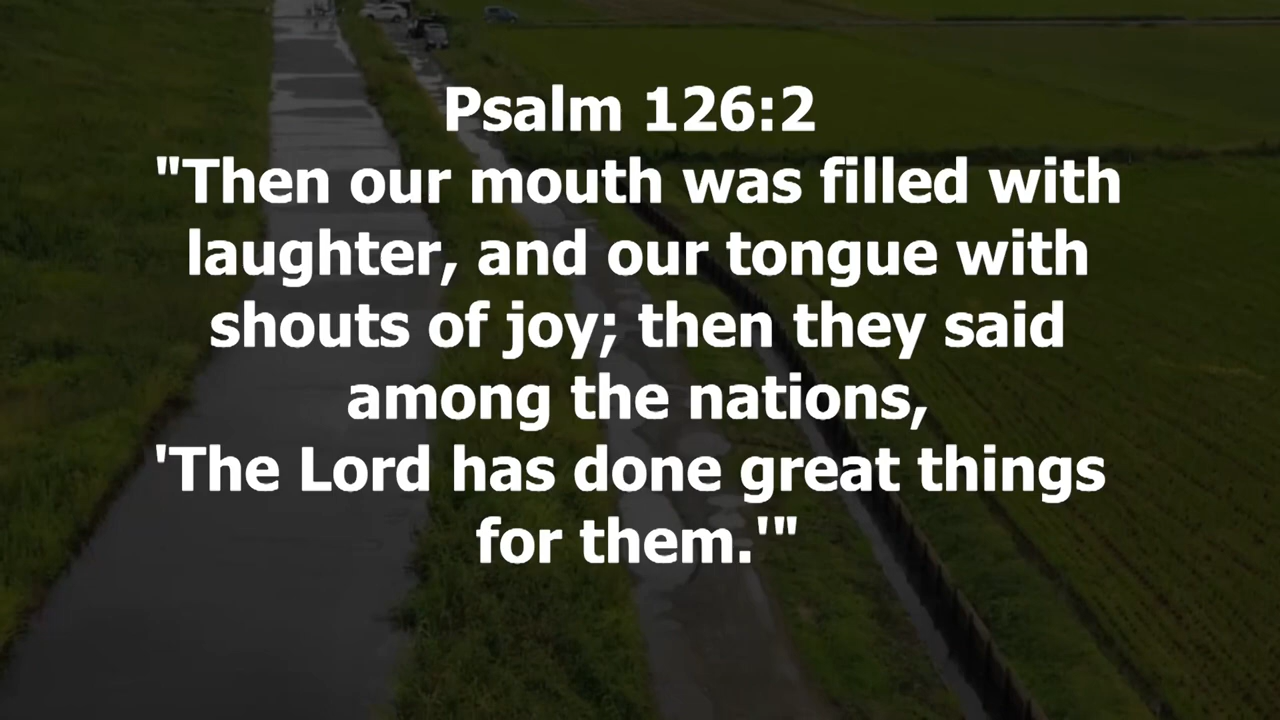 Psalm 126:2
"Then our mouth was filled with
laughter, and our tongue with
shouts of joy; then they said
among the nations,
'The Lord has done great things
for them.'"